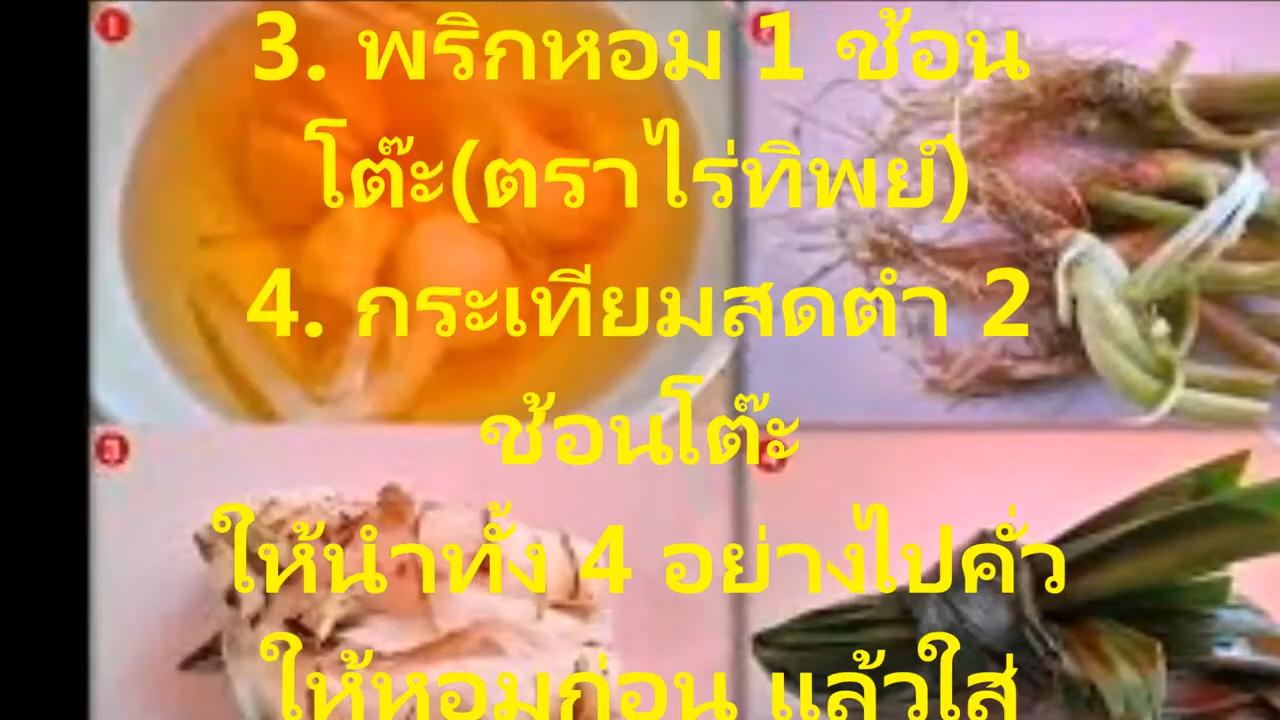 3. พริกหอม 1 ช้อน
โต๊ะ(ตราไร่ทิพย์)
4. กระเทียมสดตำ 2
ช้อนโต๊ะ
ให้นำทั้ง 4 อย่างไปคั่ว
ให้หอมก่อน แล้วใส่
1
3